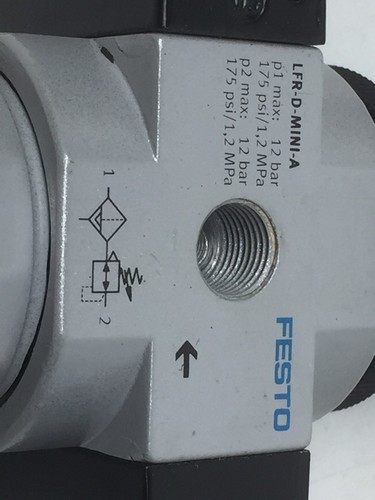 LFR-D-MINI-A
p1 max: 12 bar
175 psi/1,2 MPa
p2 max: 12 bar
175 psi/1,2 MPa
FESTO
1
2